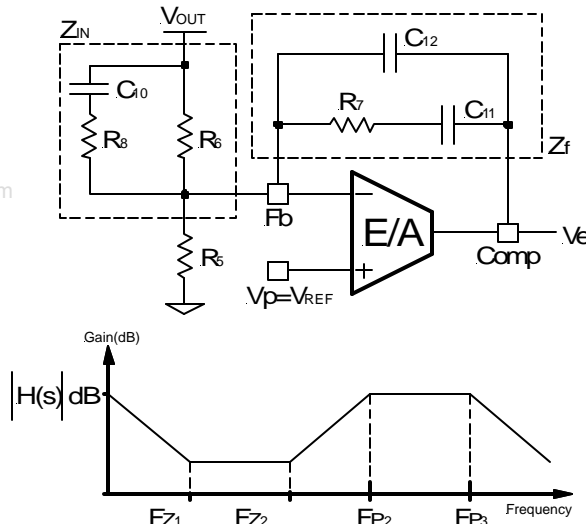 VOUT
ZIN
C12
C10
R7
C11
R8
R6
Zf
Fb
E/A
R5
Comp
Ve
Vp=VREF
Gain(dB)
|H(s)| dB
FZ1
FZ2
FP2
FP3
Frequency